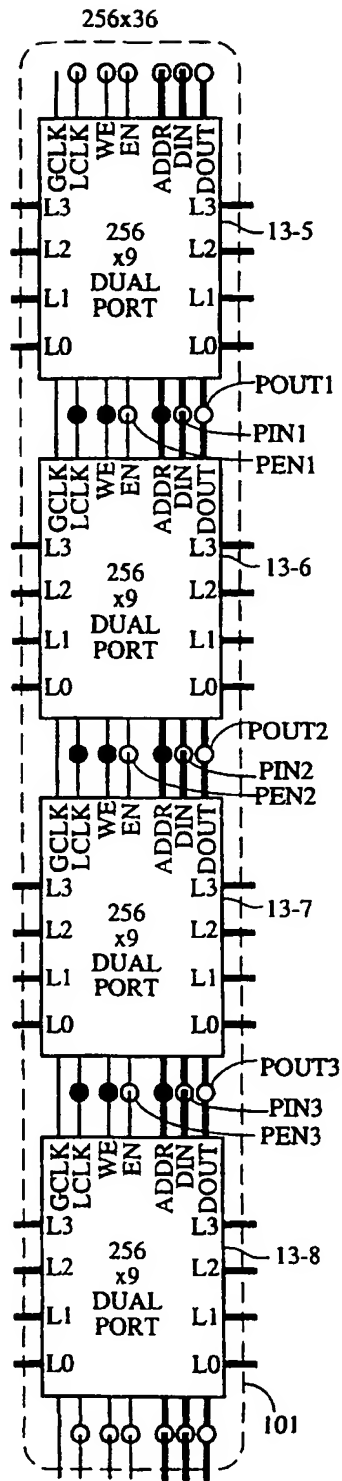 256x36
GCLK
LCLK
WE
EN
ADDR
DIN
DOUT
L3
L3
13-5
L2
L2
L1
L1
L0
L0
256
x9
DUAL
PORT
POUT1
PIN1
PEN1
GCLK
LCLK
WE
EN
ADDR
DIN
DOUT
L3
L3
13-6
L2
L2
L1
L1
L0
L0
256
x9
DUAL
PORT
POUT2
PIN2
PEN2
GCLK
LCLK
WE
EN
ADDR
DIN
DOUT
L3
L3
13-7
L2
L2
L1
L1
L0
L0
256
x9
DUAL
PORT
POUT3
PIN3
PEN3
GCLK
LCLK
WE
EN
ADDR
DIN
DOUT
L3
L3
13-8
L2
L2
L1
L1
L0
L0
256
x9
DUAL
PORT
101